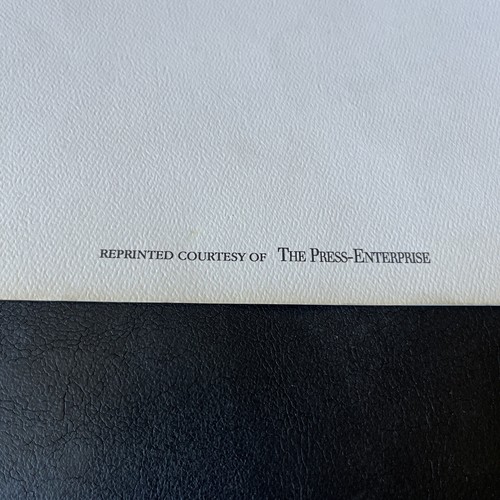 REPRINTED COURTESY OF THE PRESS-ENTERPRISE